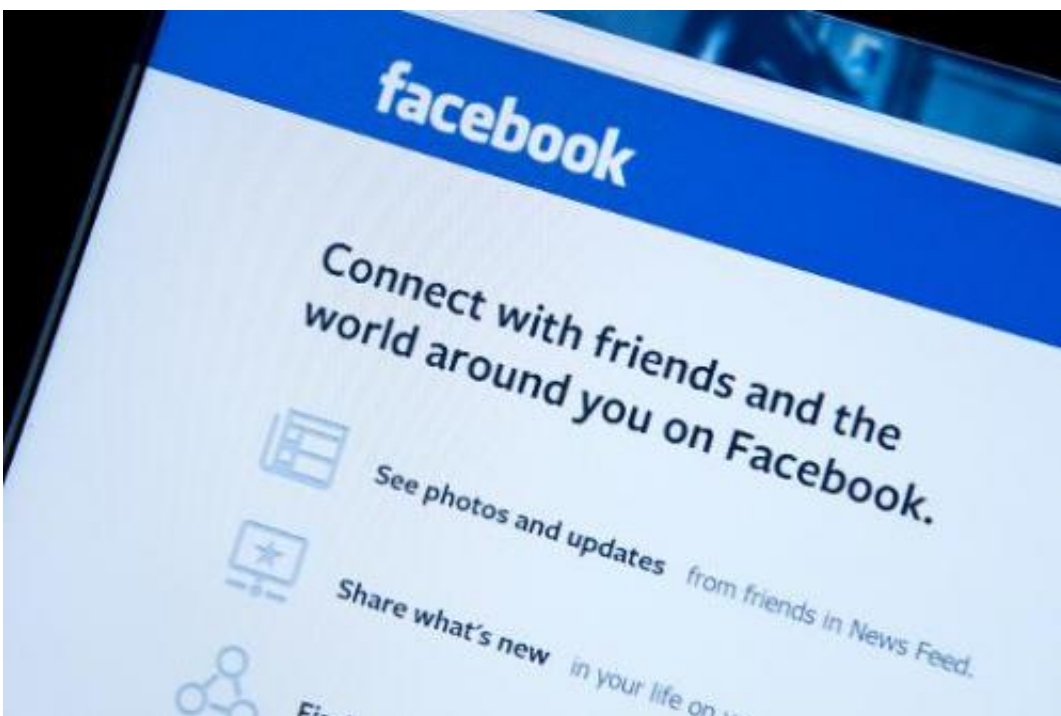 facebook
Connect with friends and the
world around you on Facebook.
See photos and updates from friends in News Feed.
Share what's new in your life on